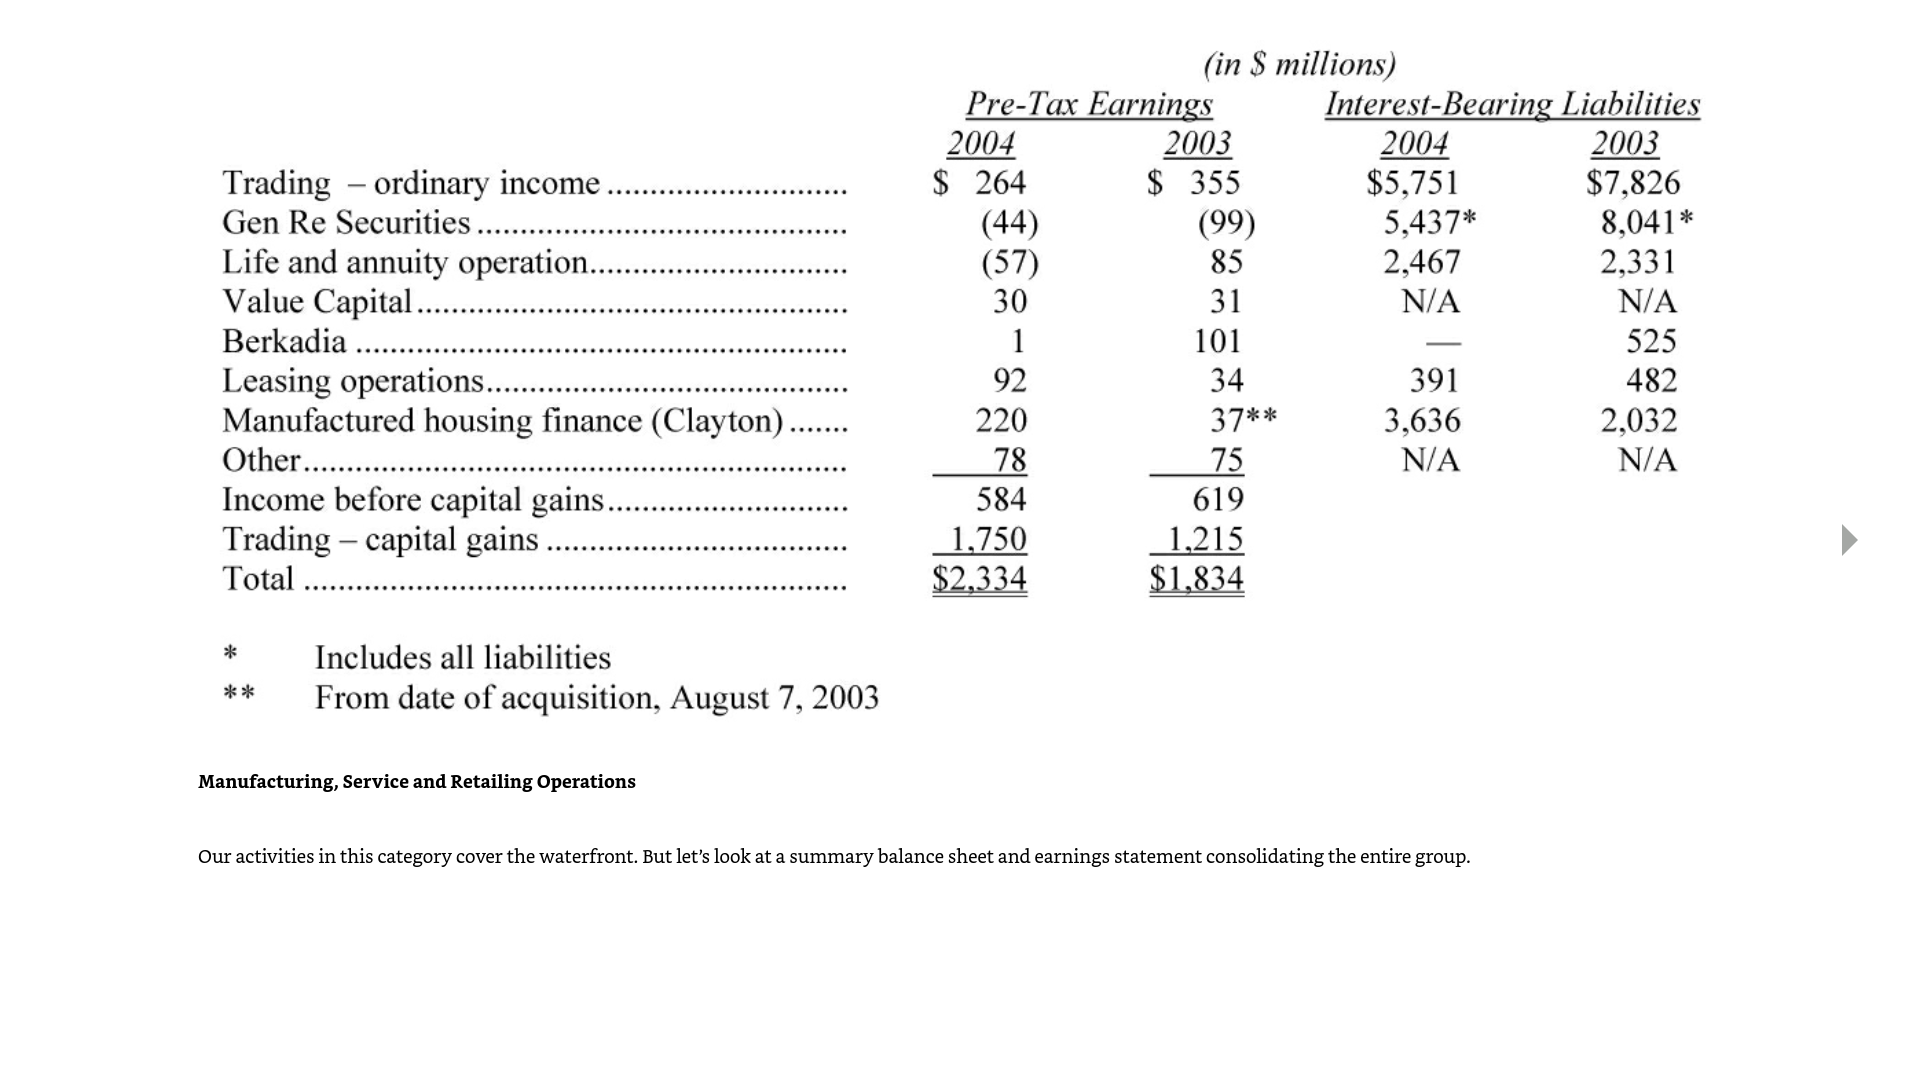 (in $ millions)
Pre-Tax Earnings Interest-Bearing Liabilities
2004 2003 2004 2003
Trading – ordinary income ............................ $ 264 $ 355 $5,751 $7,826
Gen Re Securities ........................................... (44) (99) 5,437* 8,041*
Life and annuity operation.............................. (57) 85 2,467 2,331
Value Capital .................................................. 30 31 N/A N/A
Berkadia ......................................................... 1 101 — 525
Leasing operations.......................................... 92 34 391 482
Manufactured housing finance (Clayton) ....... 220 37** 3,636 2,032
Other............................................................... 78 75 N/A N/A
Income before capital gains............................ 584 619
Trading – capital gains ................................... 1,750 1,215
Total ............................................................... $2,334 $1,834
* Includes all liabilities
** From date of acquisition, August 7, 2003
Manufacturing, Service and Retailing Operations
Our activities in this category cover the waterfront. But let’s look at a summary balance sheet and earnings statement consolidating the entire group.